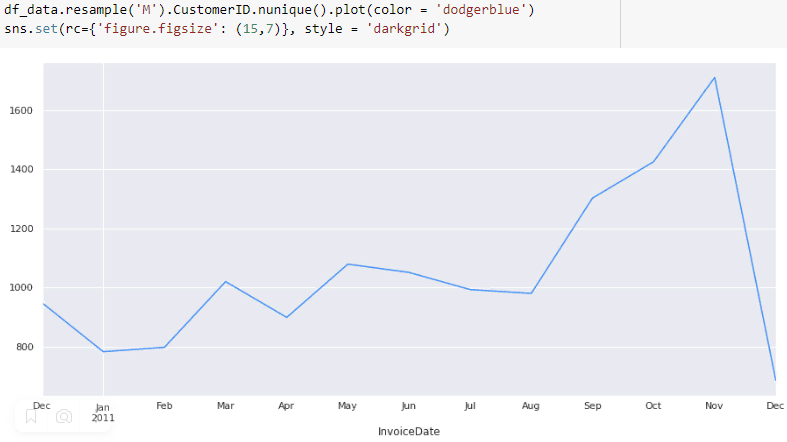 df_data.resample('M').CustomerID.nunique().plot(color = 'dodgerblue')
sns.set(rc={'figure.figsize': (15,7)}, style = 'darkgrid')
1600
1400
1200
1000
800
Dec Jan Feb Mar Apr May Jun Jul Aug Sep Oct Nov Dec
2011
InvoiceDate